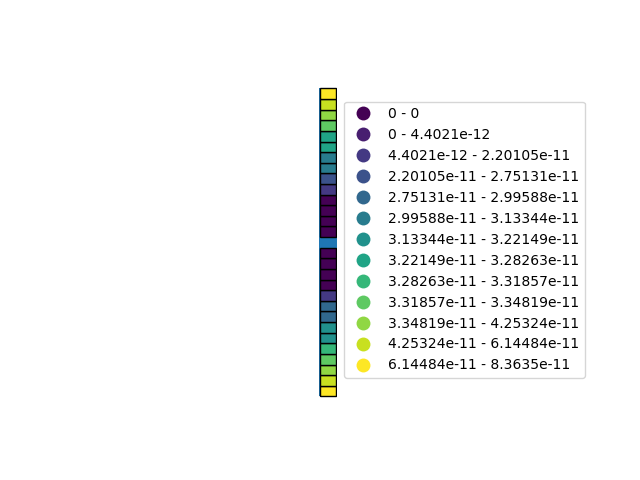 0 - 0
0 - 4.4021e-12
4.4021e-12 - 2.20105e-11
2.20105e-11 - 2.75131e-11
2.75131e-11 - 2.99588e-11
2.99588e-11 - 3.13344e-11
3.13344e-11 - 3.22149e-11
3.22149e-11 - 3.28263e-11
3.28263e-11 - 3.31857e-11
3.31857e-11 - 3.34819e-11
3.34819e-11 - 4.25324e-11
4.25324e-11 - 6.14484e-11
6.14484e-11 - 8.3635e-11